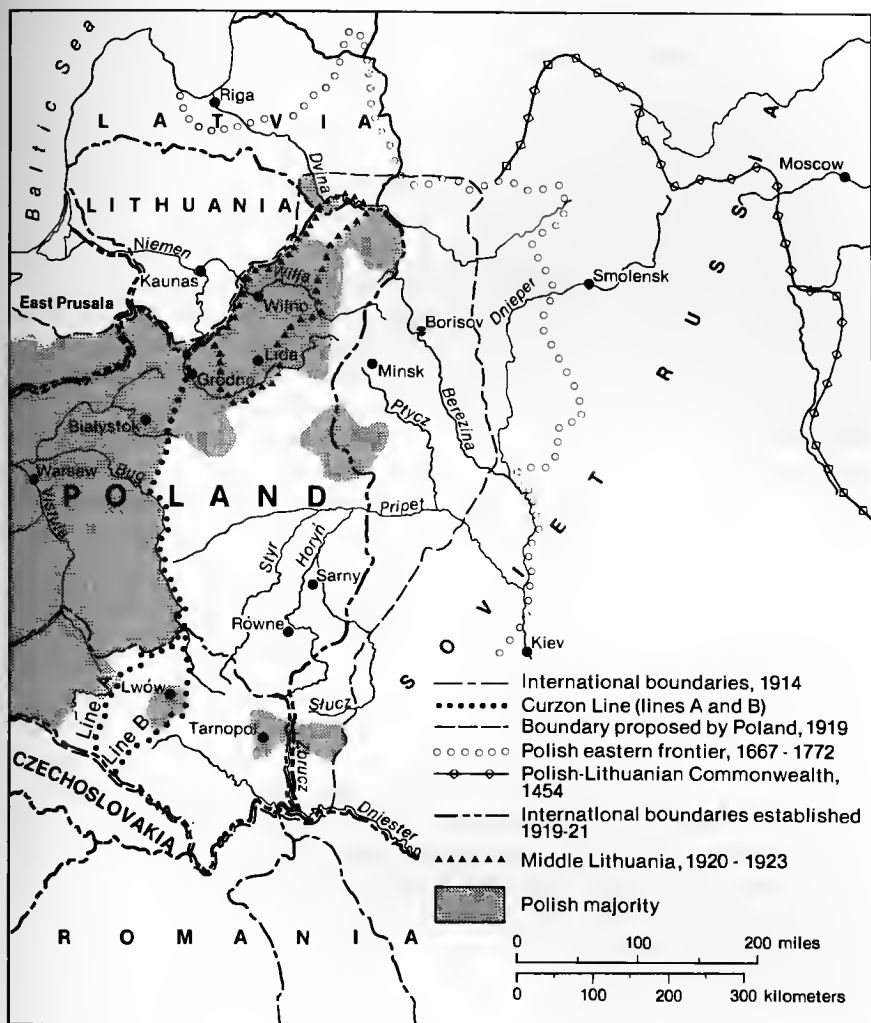 Baltic Sea
Riga
LATVIA
Dvina
Moscow
LITHUANIA
Niemen
Kaunas
Wilja
Wilno
East Prusala
Smolensk
Dnieper
Borisov
Lida
Minsk
Grodno
Berezina
Ptycz
Białystok
Warsaw
Bug
POLAND
Vistula
Pripet
Styr
Horyń
Sarny
Równe
Kiev
SOVIET RUSSIA
Line A
Lwów
Line B
Słucz
Tarnopol
Zbrucz
CZECHOSLOVAKIA
Dniester
ROMANIA
International boundaries, 1914
Curzon Line (lines A and B)
Boundary proposed by Poland, 1919
Polish eastern frontier, 1667 - 1772
Polish-Lithuanian Commonwealth,
1454
International boundaries established
1919-21
Middle Lithuania, 1920 - 1923
Polish majority
0 100 200 miles
0 100 200 300 kilometers